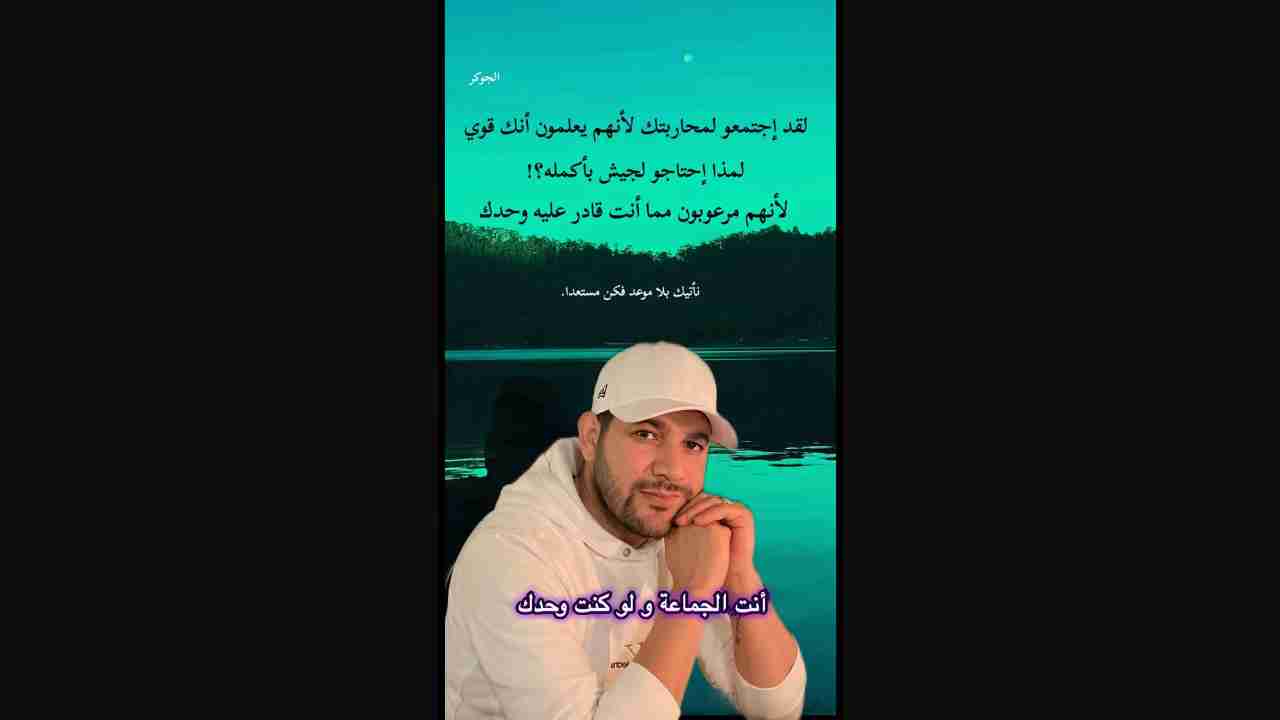 الجوكر
لقد إجتمعو لمحاربتك لأنهم يعلمون أنك قوي
لمذا إحتاجو لجيش بأكمله؟!
لأنهم مرعوبون مما أنت قادر عليه وحدك
نأتيك بلا موعد فكن مستعدا.
أنت الجماعة و لو كنت وحدك